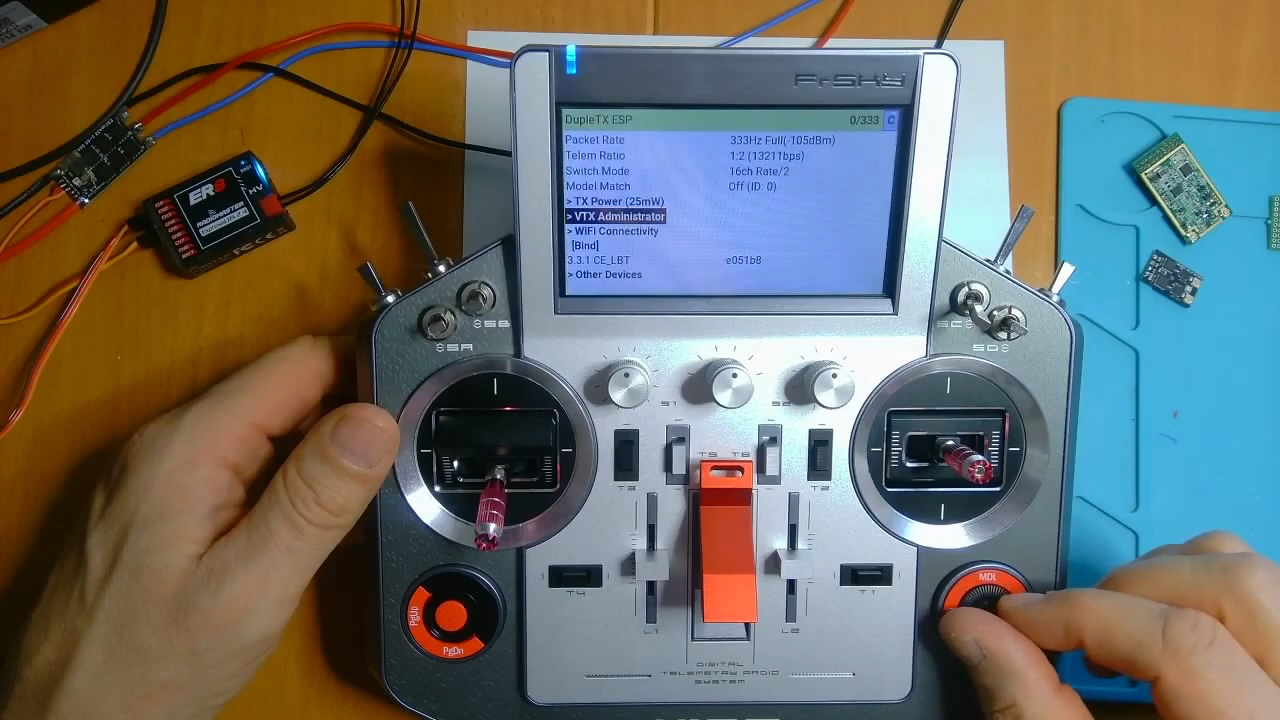 FrSKY
DupleTX ESP 0/333 C
Packet Rate 333Hz Full(-105dBm)
Telem Ratio 1:2 (13211bps)
Switch Mode 16ch Rate/2
Model Match Off (ID: 0)
> TX Power (25mW)
> VTX Administrator
> WiFi Connectivity
[Bind]
3.3.1 CE_LBT e051b8
> Other Devices
ER8
HV
RADIOMASTER
ExpressLRS 2.4
SB
SA
SC
SD
S1
S2
T5 T6
T3
T2
T4
T1
L1
L2
MDL
PgUp
PgDn
DIGITAL
TELEMETRY RADIO
SYSTEM